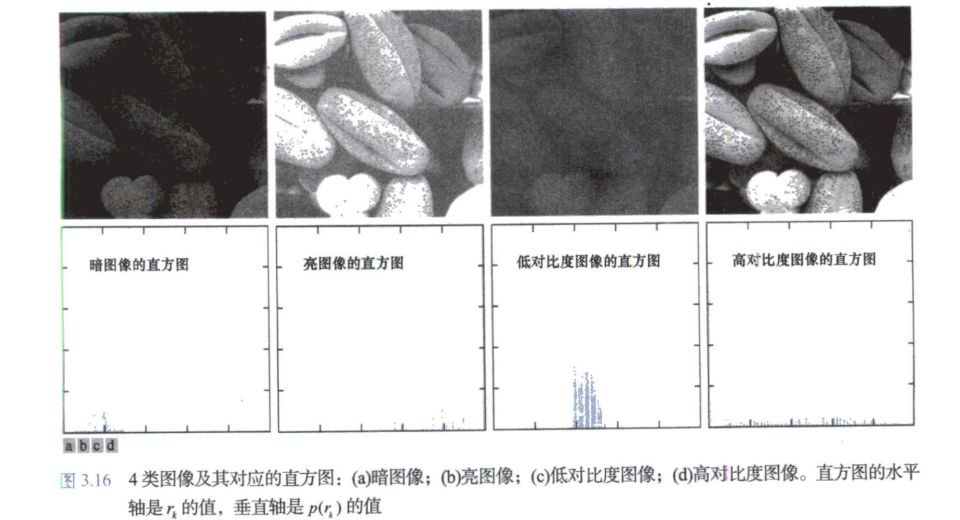 暗图像的直方图
亮图像的直方图
低对比度图像的直方图
高对比度图像的直方图
a b c d
图 3.16 4 类图像及其对应的直方图：(a)暗图像；(b)亮图像；(c)低对比度图像；(d)高对比度图像。直方图的水平
轴是 rₖ 的值，垂直轴是 p(rₖ) 的值